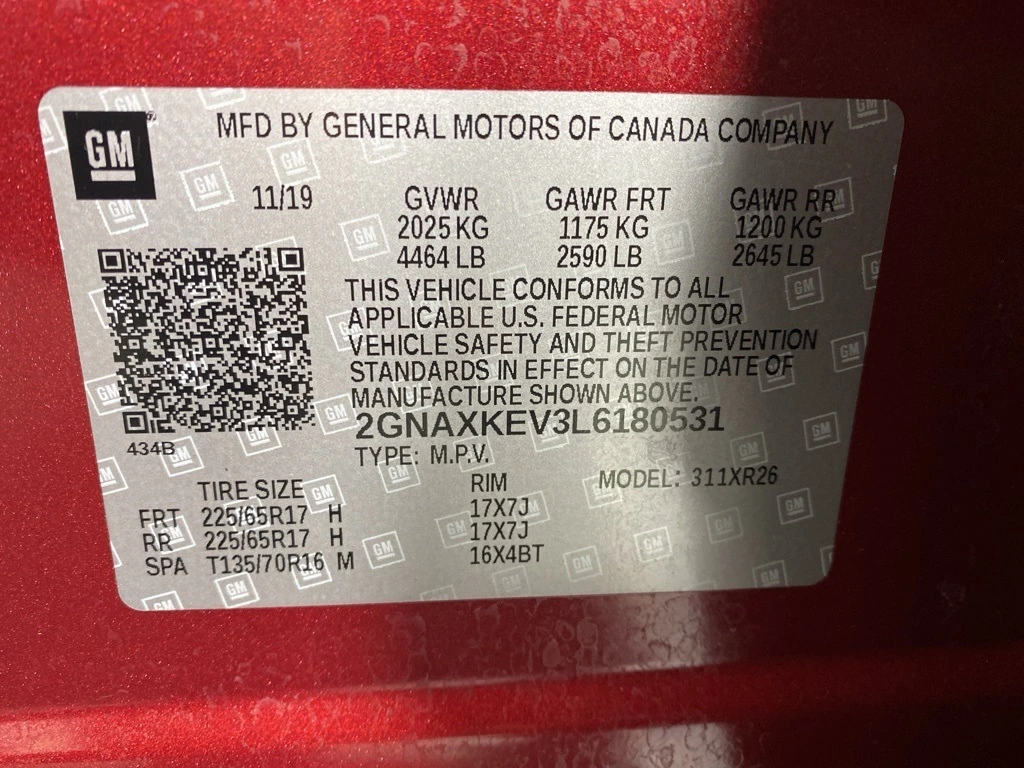 GM
MFD BY GENERAL MOTORS OF CANADA COMPANY
11/19 GVWR GAWR FRT GAWR RR
2025 KG 1175 KG 1200 KG
4464 LB 2590 LB 2645 LB
THIS VEHICLE CONFORMS TO ALL
APPLICABLE U.S. FEDERAL MOTOR
VEHICLE SAFETY AND THEFT PREVENTION
STANDARDS IN EFFECT ON THE DATE OF
MANUFACTURE SHOWN ABOVE.
2GNAXKEV3L6180531
434B
TYPE: M.P.V.
TIRE SIZE RIM MODEL: 311XR26
FRT 225/65R17 H 17X7J
RR 225/65R17 H 17X7J
SPA T135/70R16 M 16X4BT